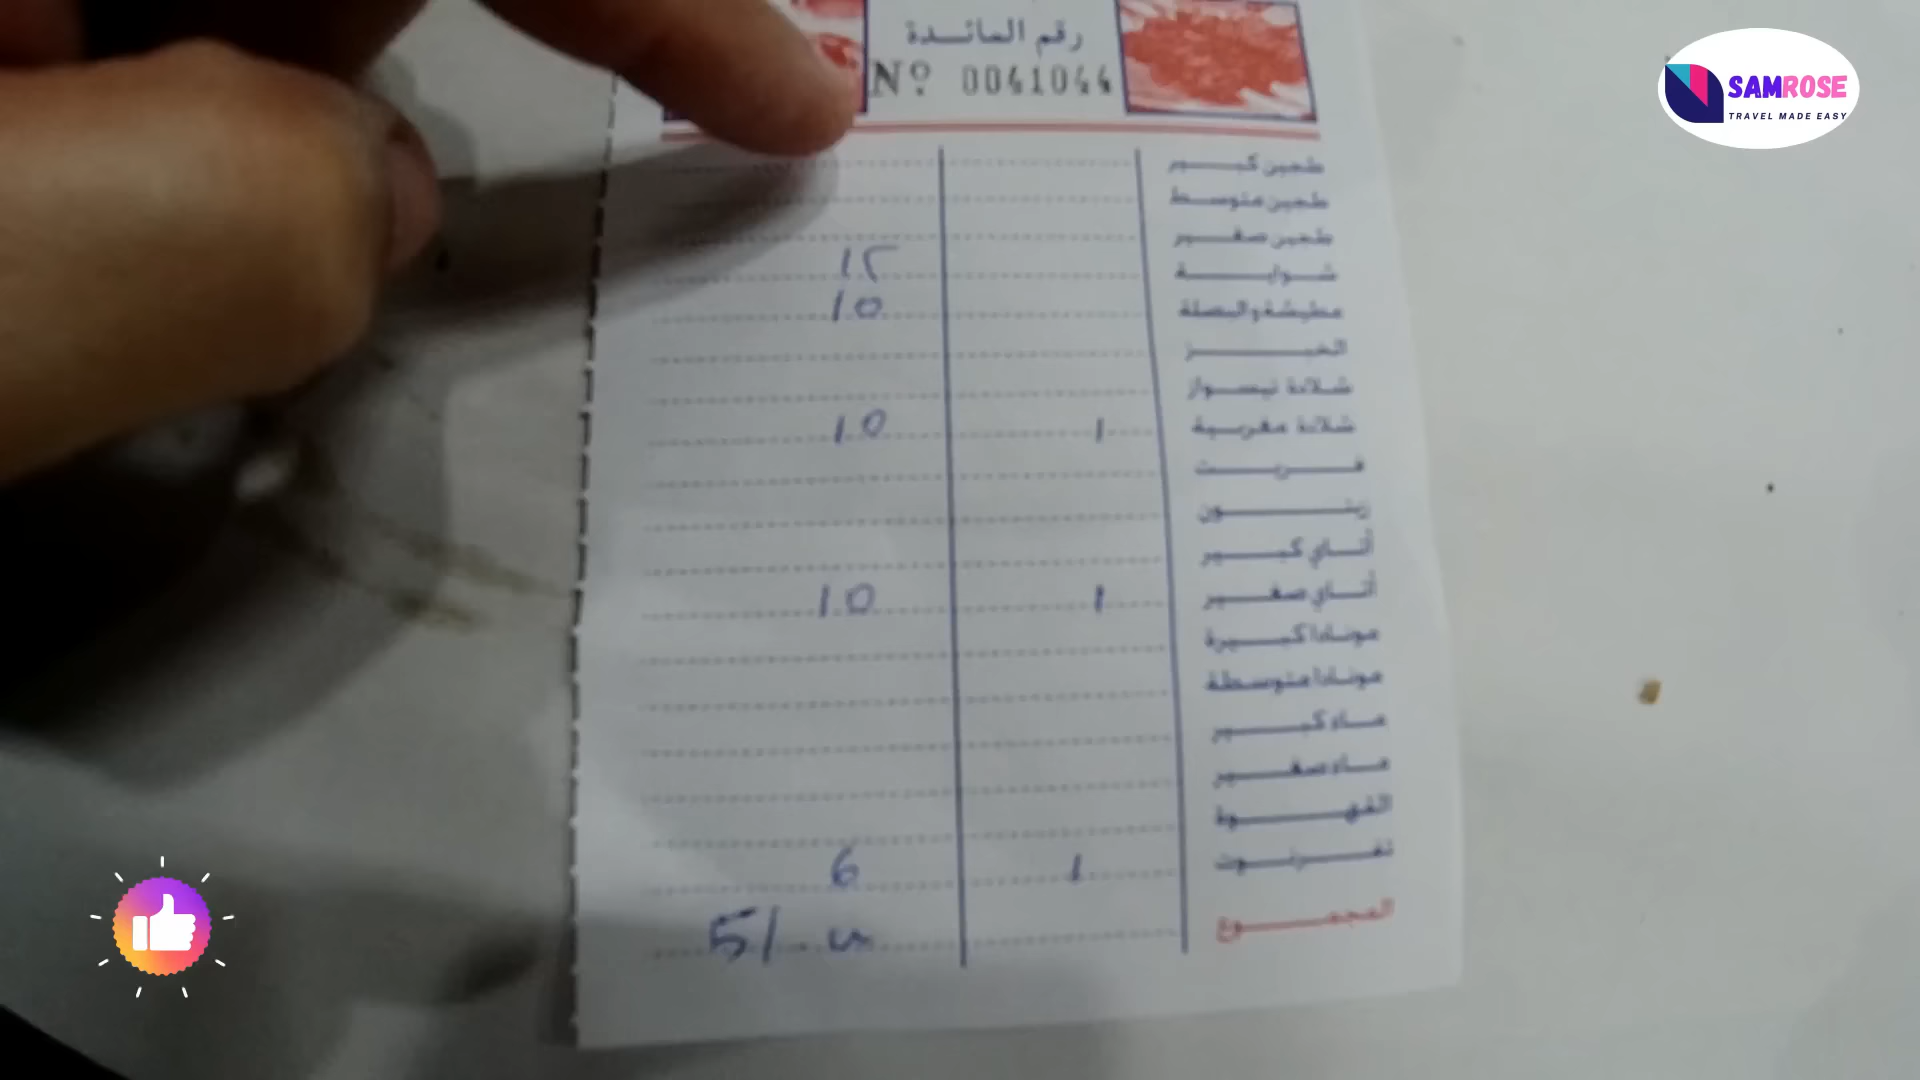 رقم المائدة
Nº 0041044
SAMROSE
TRAVEL MADE EASY
طجين كبير
طجين متوسط
طجين صغير
شواية 15
مطيشة والبصلة 10
الخبز
شلادة نيسواز
شلادة مغربية 1 10
فريت
زيتون
أتاي كبير
أتاي صغير 1 10
مونادا كبيرة
مونادا متوسطة
ماء كبير
ماء صغير
القهوة
تفرنوت 1 6
المجموع 51